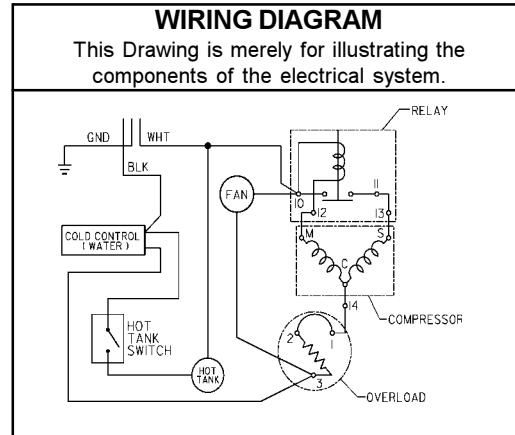 WIRING DIAGRAM
This Drawing is merely for illustrating the
components of the electrical system.
RELAY
GND
WHT
BLK
FAN
10
11
12
13
COLD CONTROL
(WATER)
M
S
C
14
COMPRESSOR
HOT
TANK
SWITCH
2
1
HOT
TANK
3
OVERLOAD